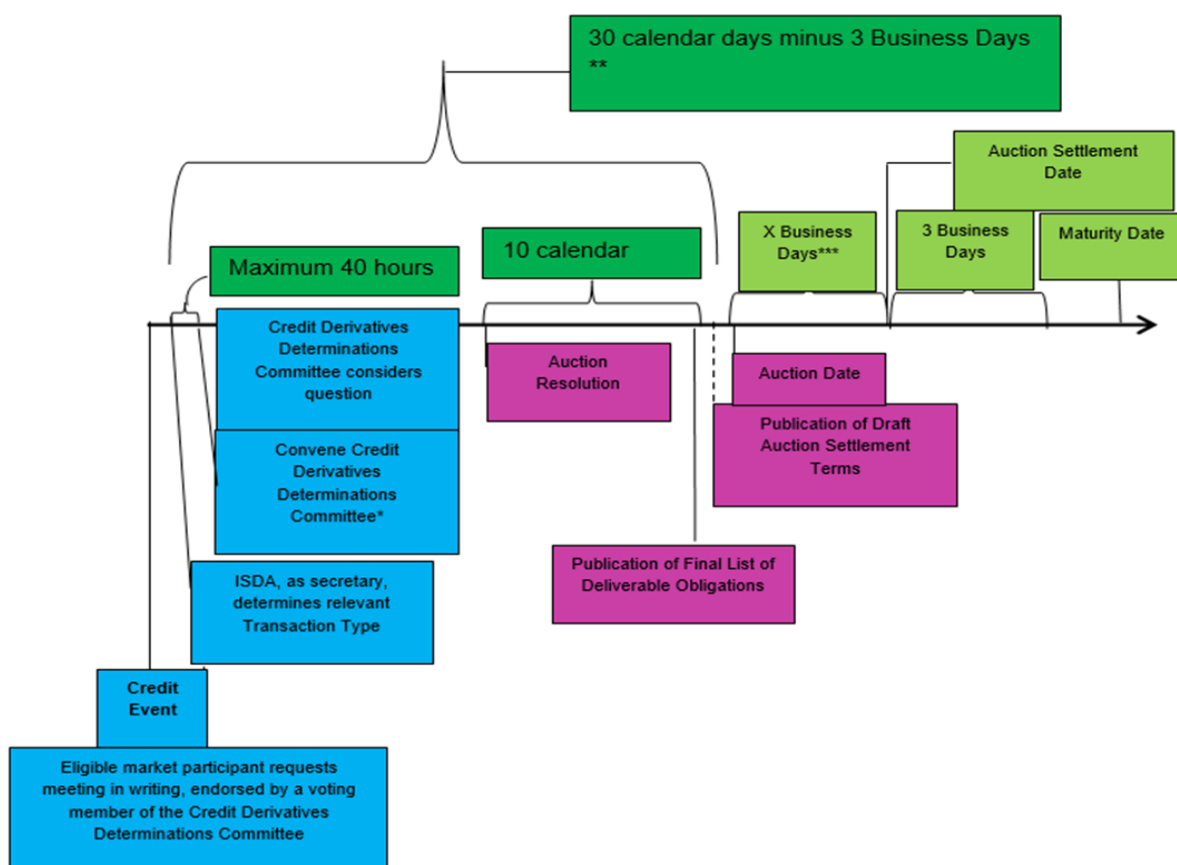 30 calendar days minus 3 Business Days
**
Auction Settlement
Date
X Business
Days***
3 Business
Days
Maturity Date
10 calendar
Maximum 40 hours
Credit Derivatives
Determinations
Committee considers
question
Auction
Resolution
Auction Date
Publication of Draft
Auction Settlement
Terms
Convene Credit
Derivatives
Determinations
Committee*
Publication of Final List of
Deliverable Obligations
ISDA, as secretary,
determines relevant
Transaction Type
Credit
Event
Eligible market participant requests
meeting in writing, endorsed by a voting
member of the Credit Derivatives
Determinations Committee